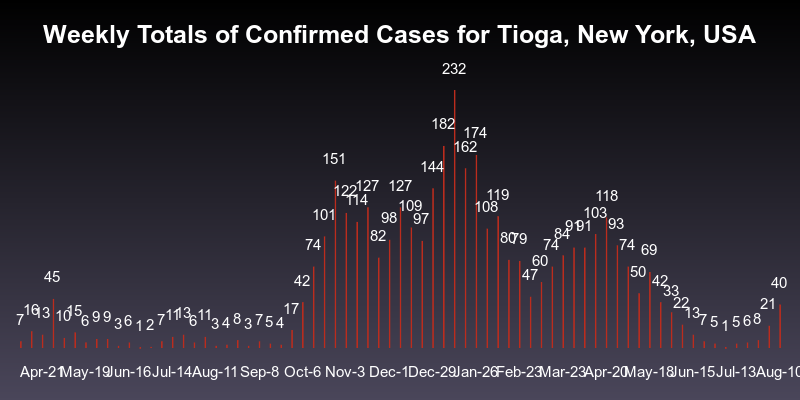 Weekly Totals of Confirmed Cases for Tioga, New York, USA
7 16 13 45 10 15 6 9 9 3 6 1 2 7 11 13 6 11 3 4 8 3 7 5 4 17 42 74 101 151 122 114 127 82 98 127 109 97 144 182 232 162 174 108 119 80 79 47 60 74 84 91 91 103 118 93 74 50 69 42 33 22 13 7 5 1 5 6 8 21 40
Apr-21 May-19 Jun-16 Jul-14 Aug-11 Sep-8 Oct-6 Nov-3 Dec-1 Dec-29 Jan-26 Feb-23 Mar-23 Apr-20 May-18 Jun-15 Jul-13 Aug-10